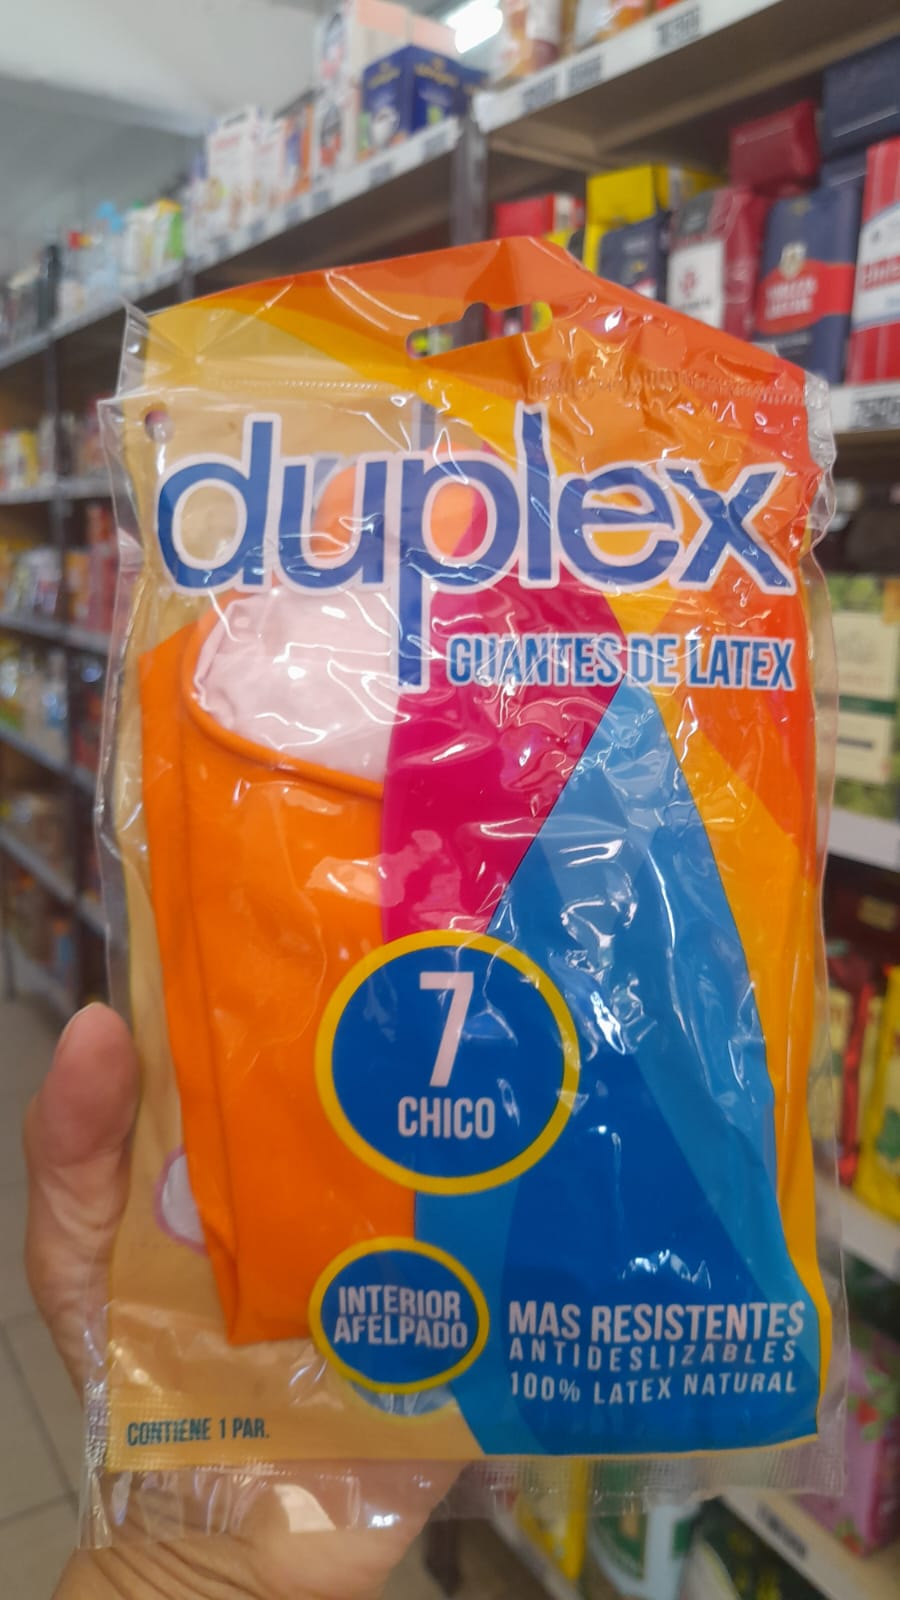 duplex
GUANTES DE LATEX
7
CHICO
INTERIOR
AFELPADO
MAS RESISTENTES
ANTIDESLIZABLES
100% LATEX NATURAL
CONTIENE 1 PAR.